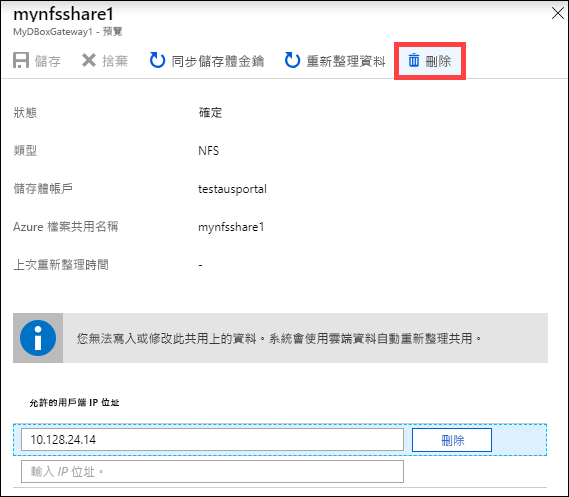 mynfsshare1
MyDBoxGateway1 - 預覽
儲存 捨棄 同步儲存體金鑰 重新整理資料 刪除
狀態 確定
類型 NFS
儲存體帳戶 testausportal
Azure 檔案共用名稱 mynfsshare1
上次重新整理時間 -
您無法寫入或修改此共用上的資料。系統會使用雲端資料自動重新整理共用。
允許的用戶端 IP 位址
10.128.24.14 刪除
輸入 IP 位址。